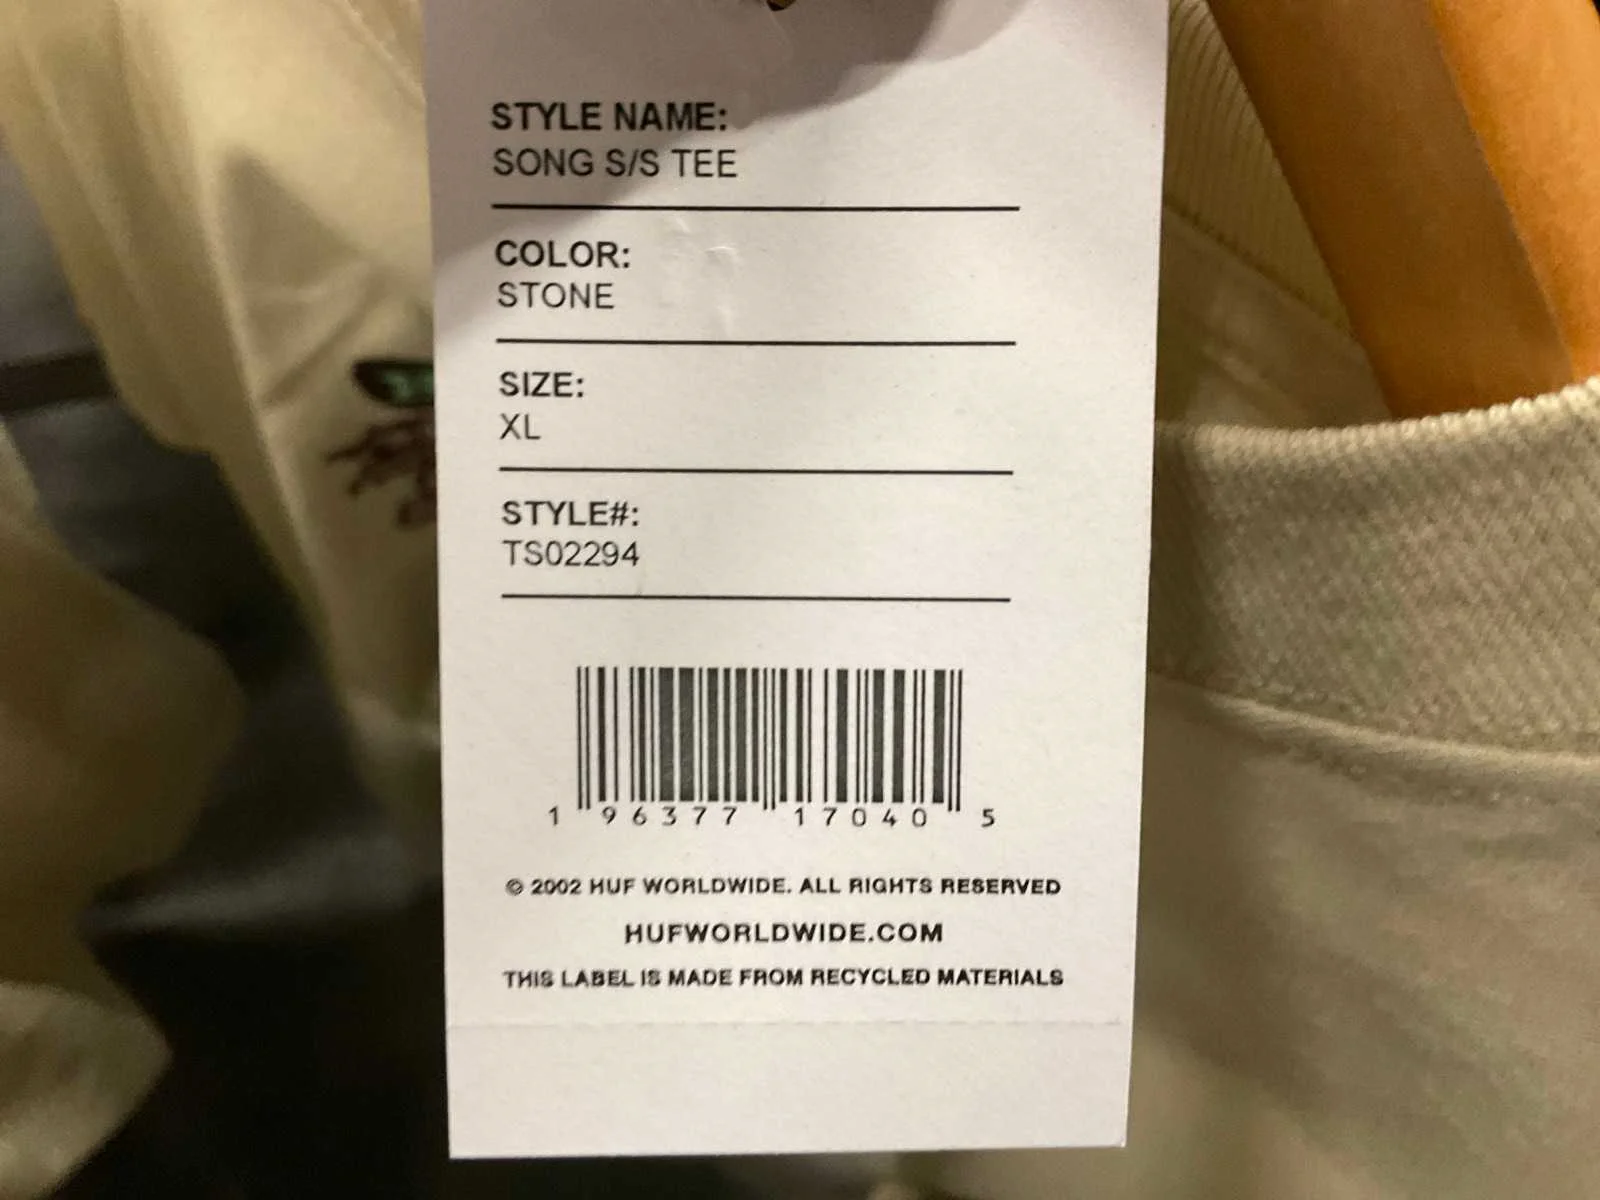 STYLE NAME:
SONG S/S TEE
COLOR:
STONE
SIZE:
XL
STYLE#:
TS02294
1 96377 17040 5
© 2002 HUF WORLDWIDE. ALL RIGHTS RESERVED
HUFWORLDWIDE.COM
THIS LABEL IS MADE FROM RECYCLED MATERIALS